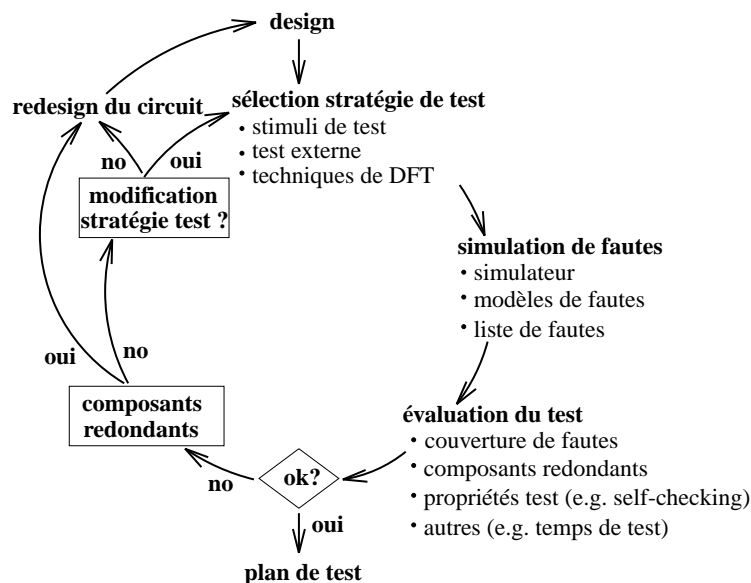 design
redesign du circuit
sélection stratégie de test
• stimuli de test
• test externe
• techniques de DFT
no
oui
modification
stratégie test ?
simulation de fautes
• simulateur
• modèles de fautes
• liste de fautes
oui
no
composants
redondants
évaluation du test
• couverture de fautes
• composants redondants
• propriétés test (e.g. self-checking)
• autres (e.g. temps de test)
no
ok?
oui
plan de test